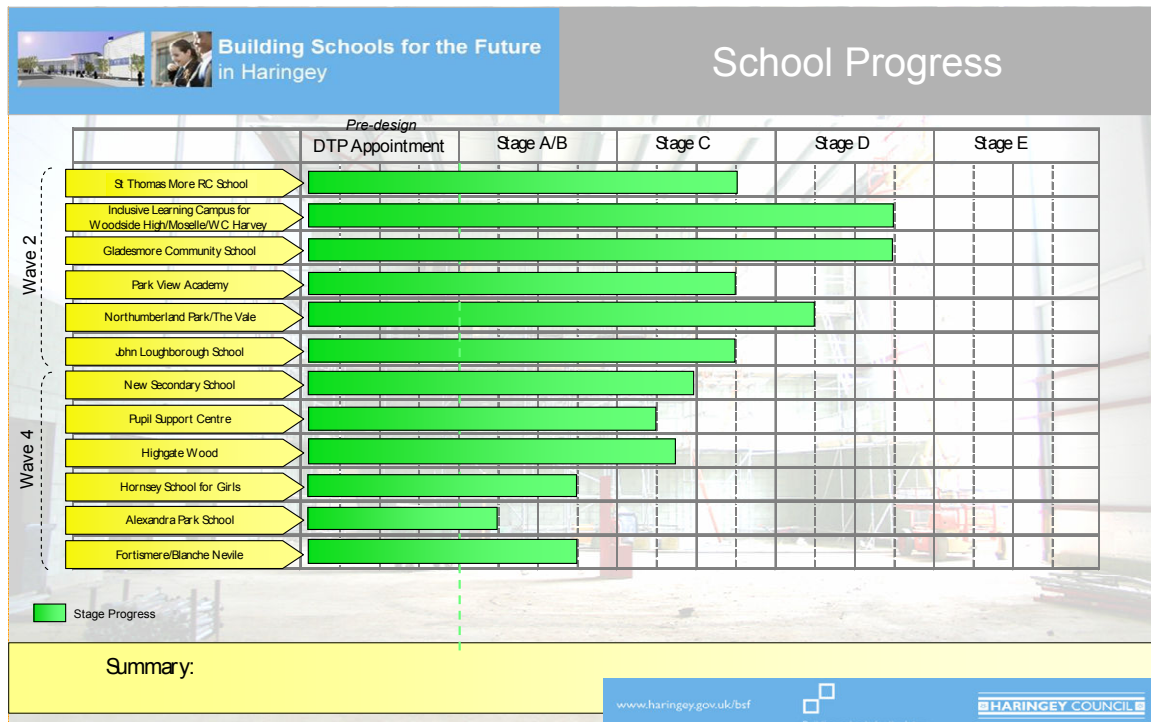 Building Schools for the Future
in Haringey
School Progress
Pre-design
DTP Appointment
Stage A/B
Stage C
Stage D
Stage E
Wave 2
St Thomas More RC School
Inclusive Learning Campus for
Woodside High/Moselle/WC Harvey
Gladesmore Community School
Park View Academy
Northumberland Park/The Vale
John Loughborough School
Wave 4
New Secondary School
Pupil Support Centre
Highgate Wood
Hornsey School for Girls
Alexandra Park School
Fortismere/Blanche Nevile
Stage Progress
Summary:
www.haringey.gov.uk/bsf
HARINGEY COUNCIL